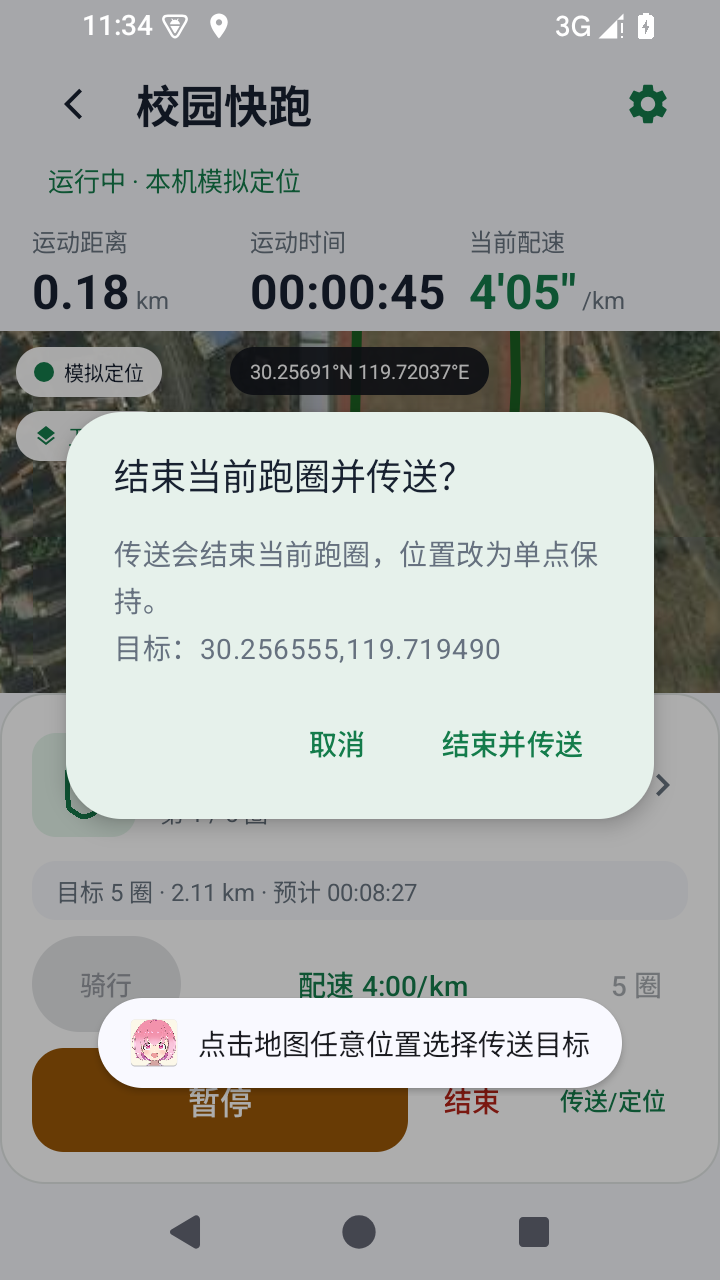 11:34
3G
校园快跑
运行中 · 本机模拟定位
运动距离
运动时间
当前配速
0.18 km
00:00:45
4'05" /km
模拟定位
30.25691°N 119.72037°E
结束当前跑圈并传送?
传送会结束当前跑圈，位置改为单点保
持。
目标：30.256555,119.719490
取消
结束并传送
目标 5 圈 · 2.11 km · 预计 00:08:27
骑行
配速 4:00/km
5 圈
点击地图任意位置选择传送目标
暂停
结束
传送/定位